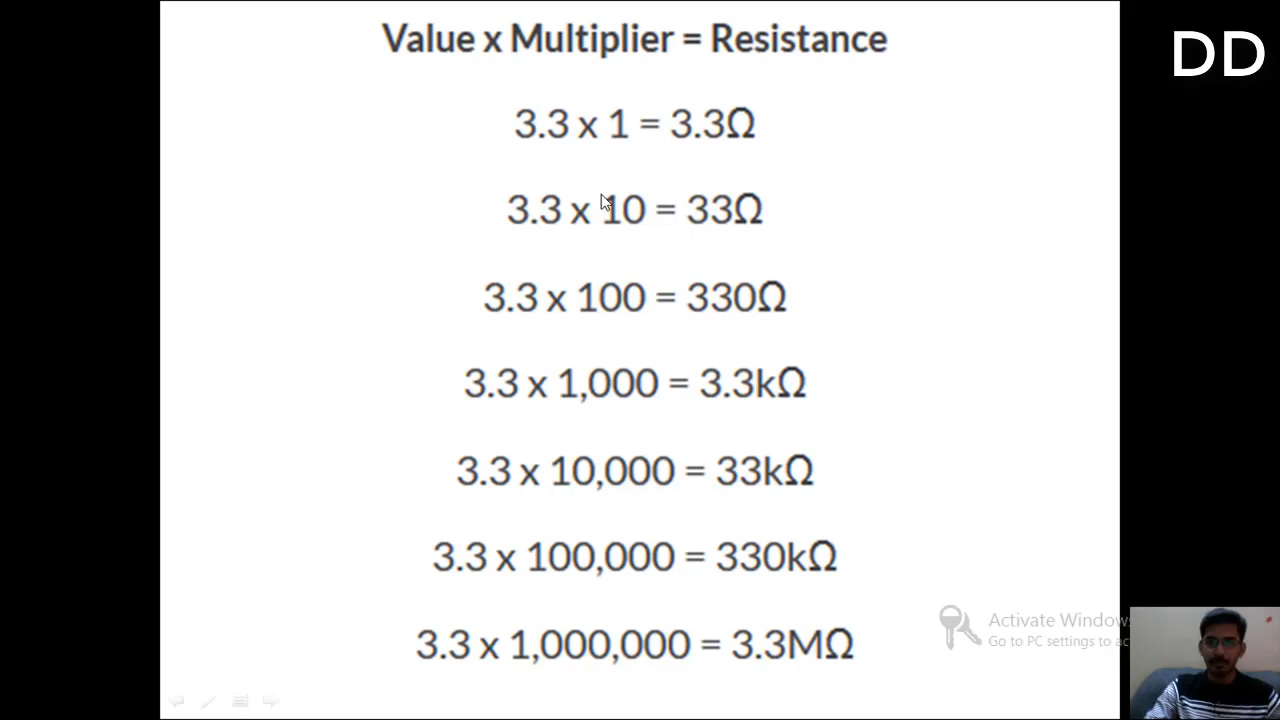 Value x Multiplier = Resistance
DD
3.3 x 1 = 3.3Ω
3.3 x 10 = 33Ω
3.3 x 100 = 330Ω
3.3 x 1,000 = 3.3kΩ
3.3 x 10,000 = 33kΩ
3.3 x 100,000 = 330kΩ
3.3 x 1,000,000 = 3.3MΩ
Activate Windows
Go to PC settings to ac